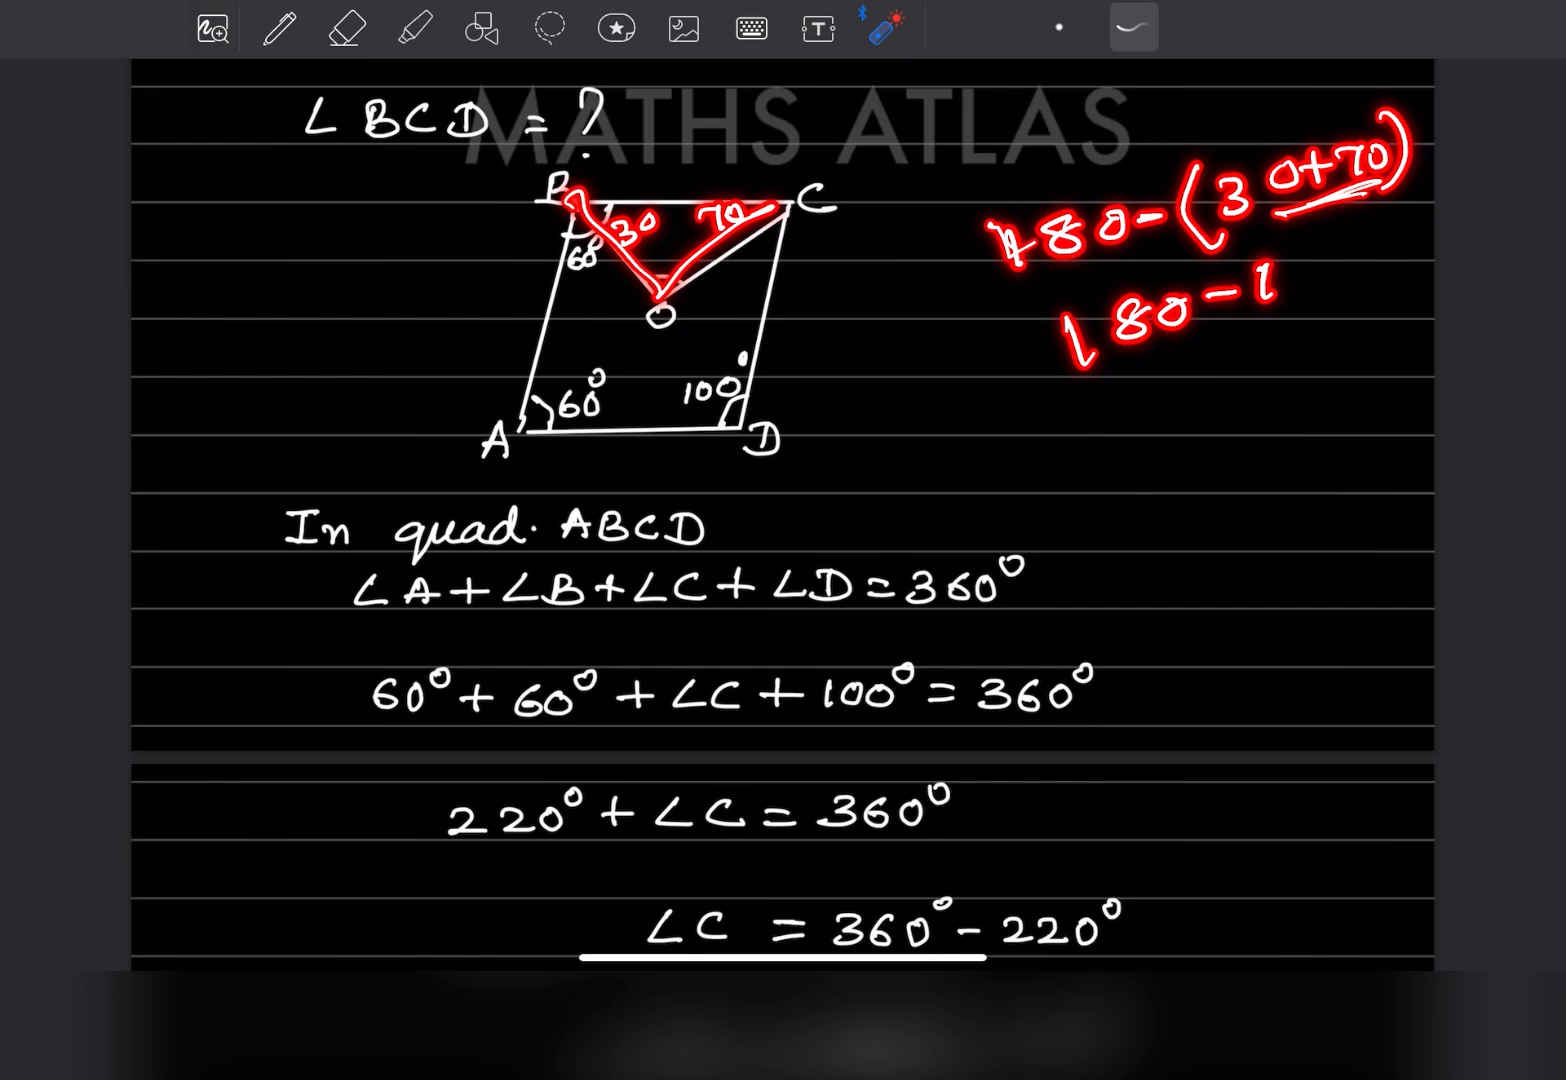 MATHS ATLAS
∠BCD = ?
B
C
180-(30+70)
30
70
60
180-1
O
60°
100°
A
D
In quad. ABCD
∠A+∠B+∠C+∠D=360°
60°+60°+∠C+100°=360°
220°+∠C=360°
∠C = 360°-220°